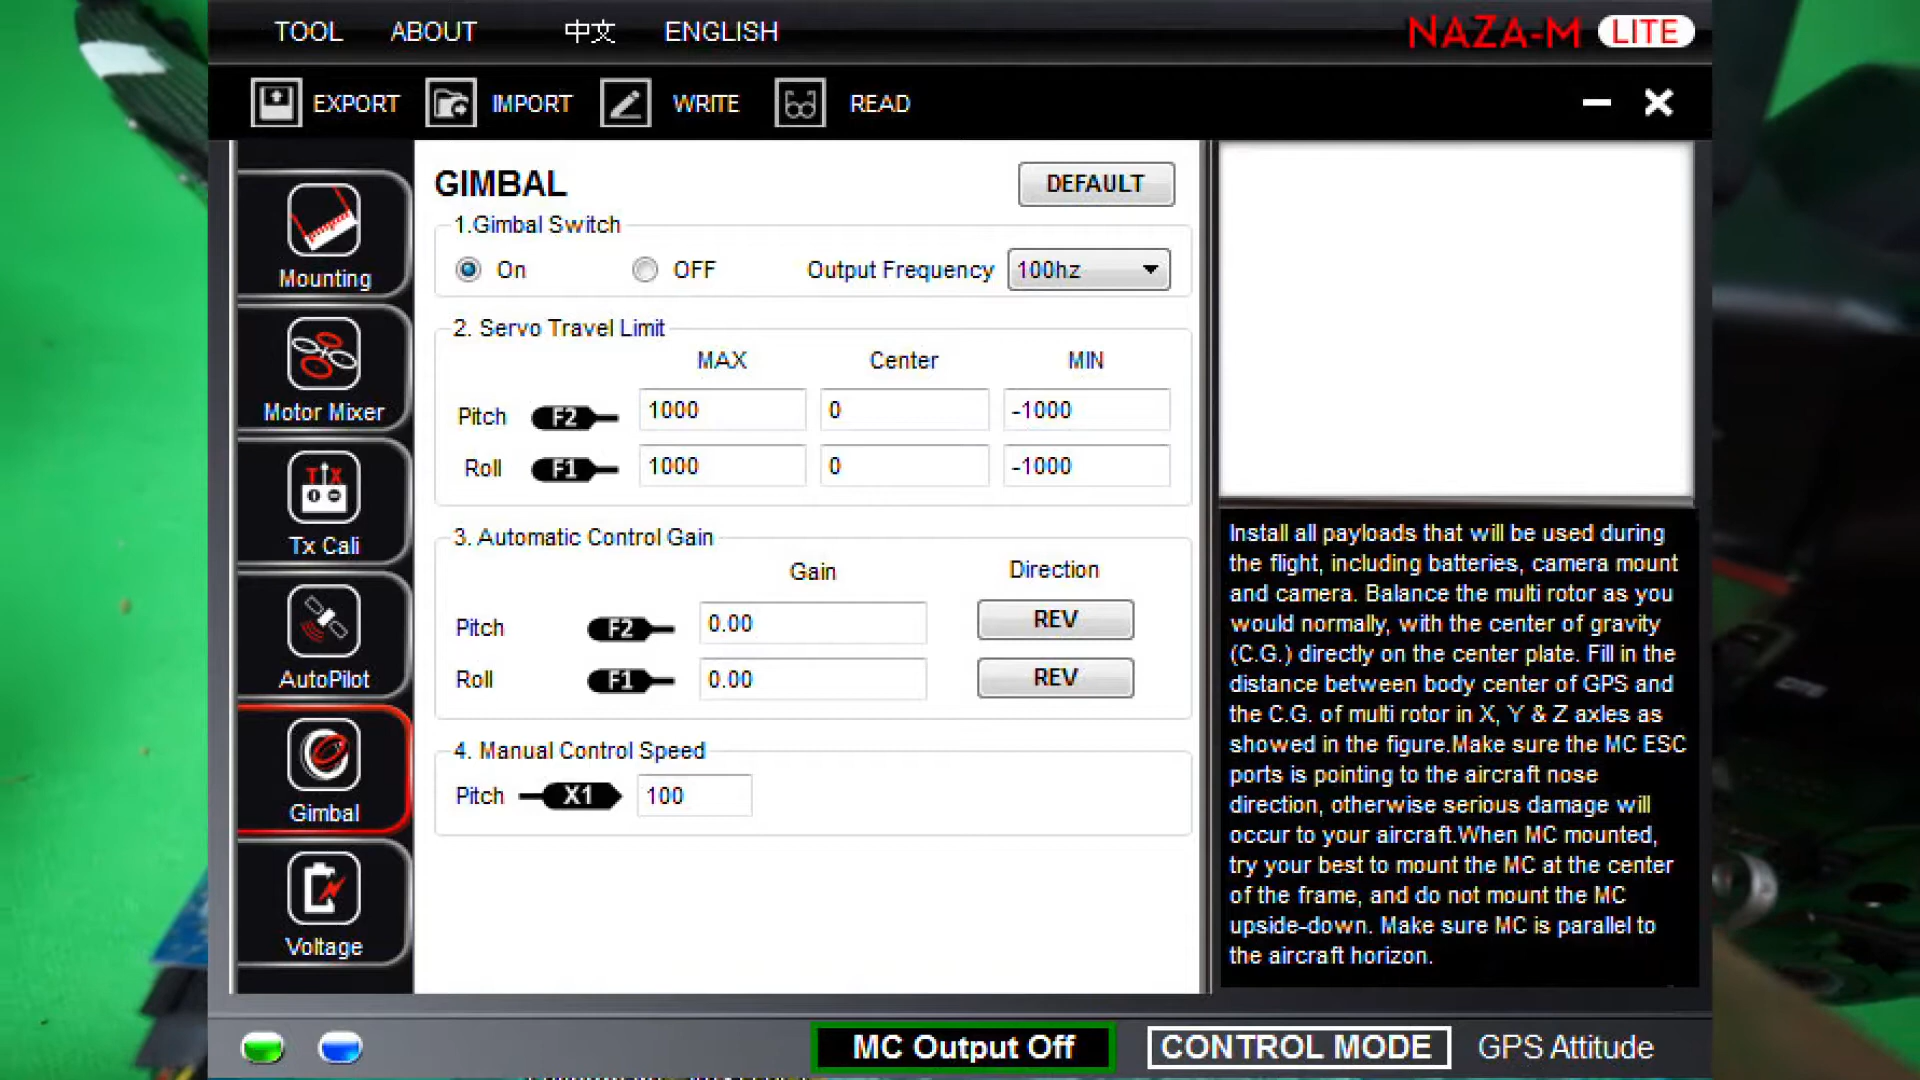 TOOL ABOUT 中文 ENGLISH NAZA-M LITE
EXPORT IMPORT WRITE READ
Mounting
Motor Mixer
Tx Cali
AutoPilot
Gimbal
Voltage
GIMBAL DEFAULT
1.Gimbal Switch
On OFF Output Frequency 100hz
2. Servo Travel Limit
MAX Center MIN
Pitch F2 1000 0 -1000
Roll F1 1000 0 -1000
3. Automatic Control Gain
Gain Direction
Pitch F2 0.00 REV
Roll F1 0.00 REV
4. Manual Control Speed
Pitch X1 100
Install all payloads that will be used during
the flight, including batteries, camera mount
and camera. Balance the multi rotor as you
would normally, with the center of gravity
(C.G.) directly on the center plate. Fill in the
distance between body center of GPS and
the C.G. of multi rotor in X, Y & Z axles as
showed in the figure.Make sure the MC ESC
ports is pointing to the aircraft nose
direction, otherwise serious damage will
occur to your aircraft.When MC mounted,
try your best to mount the MC at the center
of the frame, and do not mount the MC
upside-down. Make sure MC is parallel to
the aircraft horizon.
MC Output Off CONTROL MODE GPS Attitude